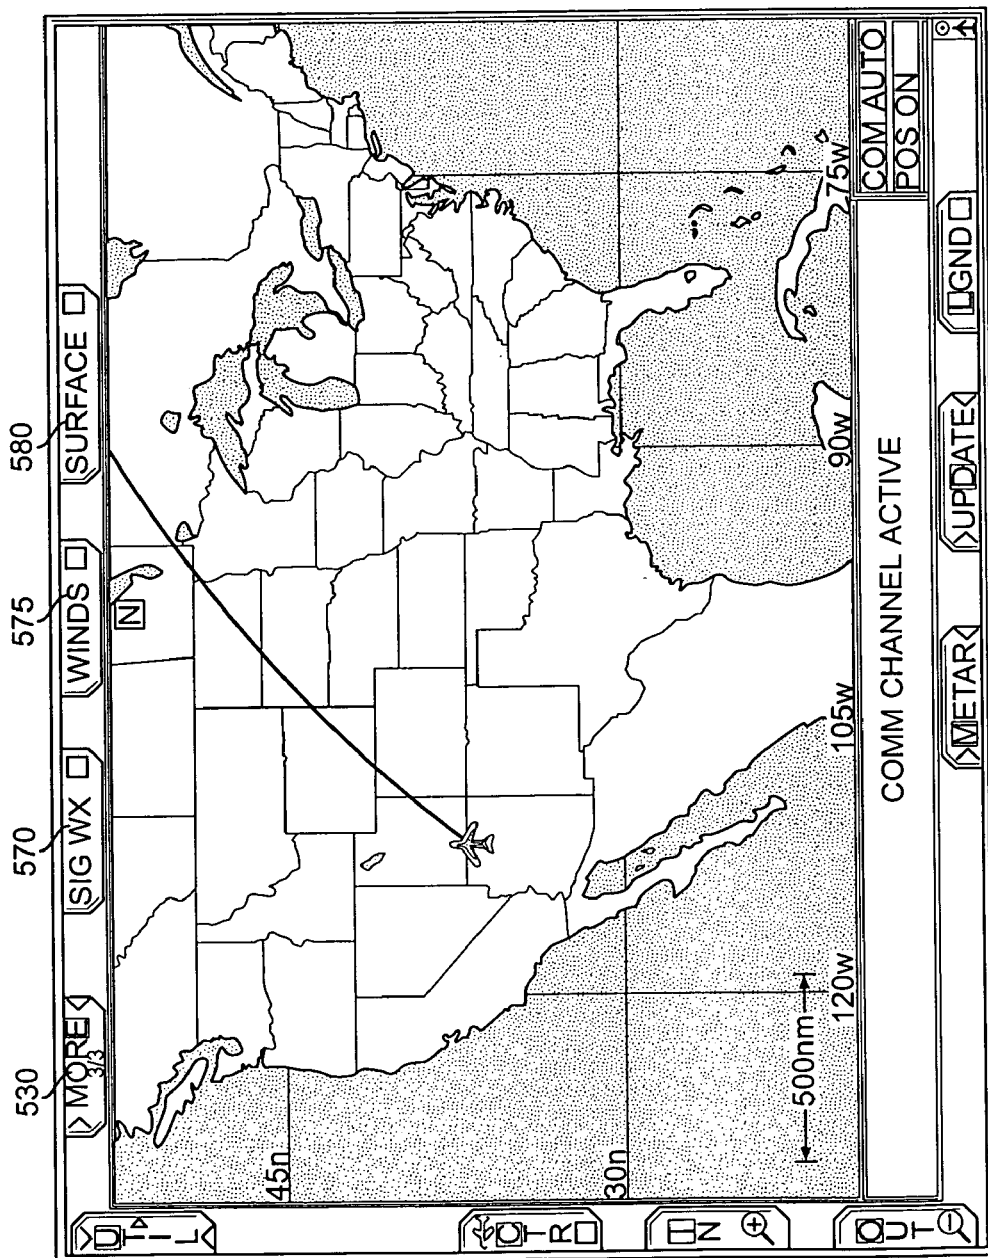 530
570
575
580
MORE
3/3
SIG WX
WINDS
SURFACE
UTIL
CTR
IN
OUT
N
45n
30n
500nm
120w
105w
90w
75w
COMM CHANNEL ACTIVE
COM AUTO
POS ON
METAR
UPDATE
LGND